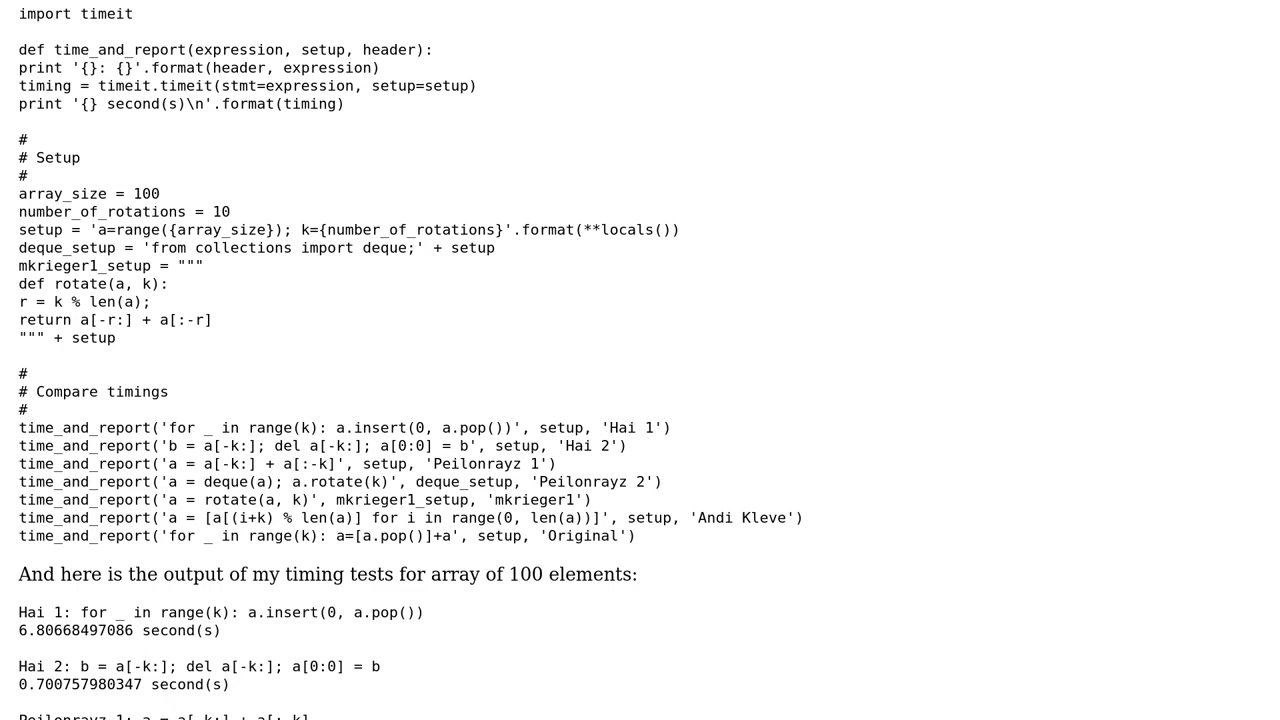 import timeit
def time_and_report(expression, setup, header):
print '{}: {}'.format(header, expression)
timing = timeit.timeit(stmt=expression, setup=setup)
print '{} second(s)\n'.format(timing)
#
# Setup
#
array_size = 100
number_of_rotations = 10
setup = 'a=range({array_size}); k={number_of_rotations}'.format(**locals())
deque_setup = 'from collections import deque;' + setup
mkrieger1_setup = """
def rotate(a, k):
r = k % len(a);
return a[-r:] + a[:-r]
""" + setup
#
# Compare timings
#
time_and_report('for _ in range(k): a.insert(0, a.pop())', setup, 'Hai 1')
time_and_report('b = a[-k:]; del a[-k:]; a[0:0] = b', setup, 'Hai 2')
time_and_report('a = a[-k:] + a[:-k]', setup, 'Peilonrayz 1')
time_and_report('a = deque(a); a.rotate(k)', deque_setup, 'Peilonrayz 2')
time_and_report('a = rotate(a, k)', mkrieger1_setup, 'mkrieger1')
time_and_report('a = [a[(i+k) % len(a)] for i in range(0, len(a))]', setup, 'Andi Kleve')
time_and_report('for _ in range(k): a=[a.pop()]+a', setup, 'Original')
And here is the output of my timing tests for array of 100 elements:
Hai 1: for _ in range(k): a.insert(0, a.pop())
6.80668497086 second(s)
Hai 2: b = a[-k:]; del a[-k:]; a[0:0] = b
0.700757980347 second(s)
Peilonrayz 1: a = a[-k:] + a[:-k]